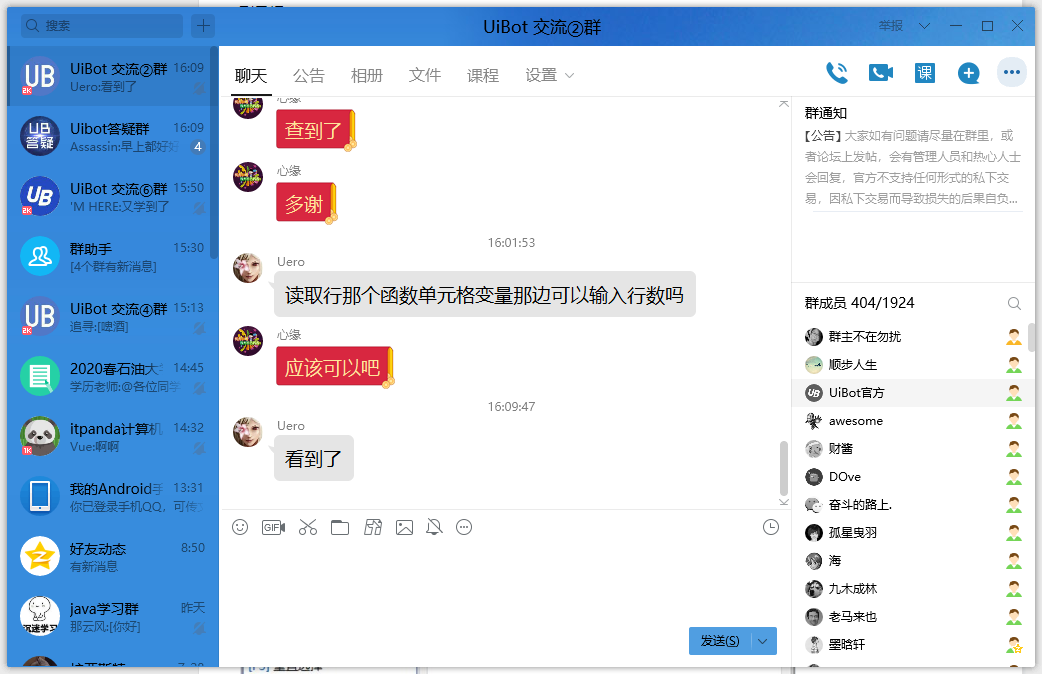 搜索
UiBot 交流②群
举报
UB
2K
UiBot 交流②群 16:09
Uero:看到了
UB
答疑
Uibot答疑群 16:09
Assassin:早上都好好 4
UB
2K
UiBot 交流⑥群 15:50
'M HERE:又学到了
群助手 15:30
[4个群有新消息]
UB
2K
UiBot 交流④群 15:13
追寻:[啤酒]
2020春石油大学 14:45
学历老师:@各位同学
1K
itpanda计算机 14:32
Vue:啊啊
我的Android手 13:31
你已登录手机QQ，可传文
好友动态 8:50
有新消息
沉迷学习
java学习群 昨天
那云风:[你好]
聊天 公告 相册 文件 课程 设置
课
心缘
查到了
心缘
多谢
16:01:53
Uero
读取行那个函数单元格变量那边可以输入行数吗
心缘
应该可以吧
16:09:47
Uero
看到了
GIF
发送(S)
群通知
【公告】大家如有问题请尽量在群里，或
者论坛上发帖，会有管理人员和热心人士
会回复，官方不支持任何形式的私下交
易，因私下交易而导致损失的后果自负...
群成员 404/1924
群主不在勿扰
顺步人生
UB
UiBot官方
awesome
财酱
DOve
奋斗的路上.
孤星曳羽
海
九木成林
老马来也
墨晗轩